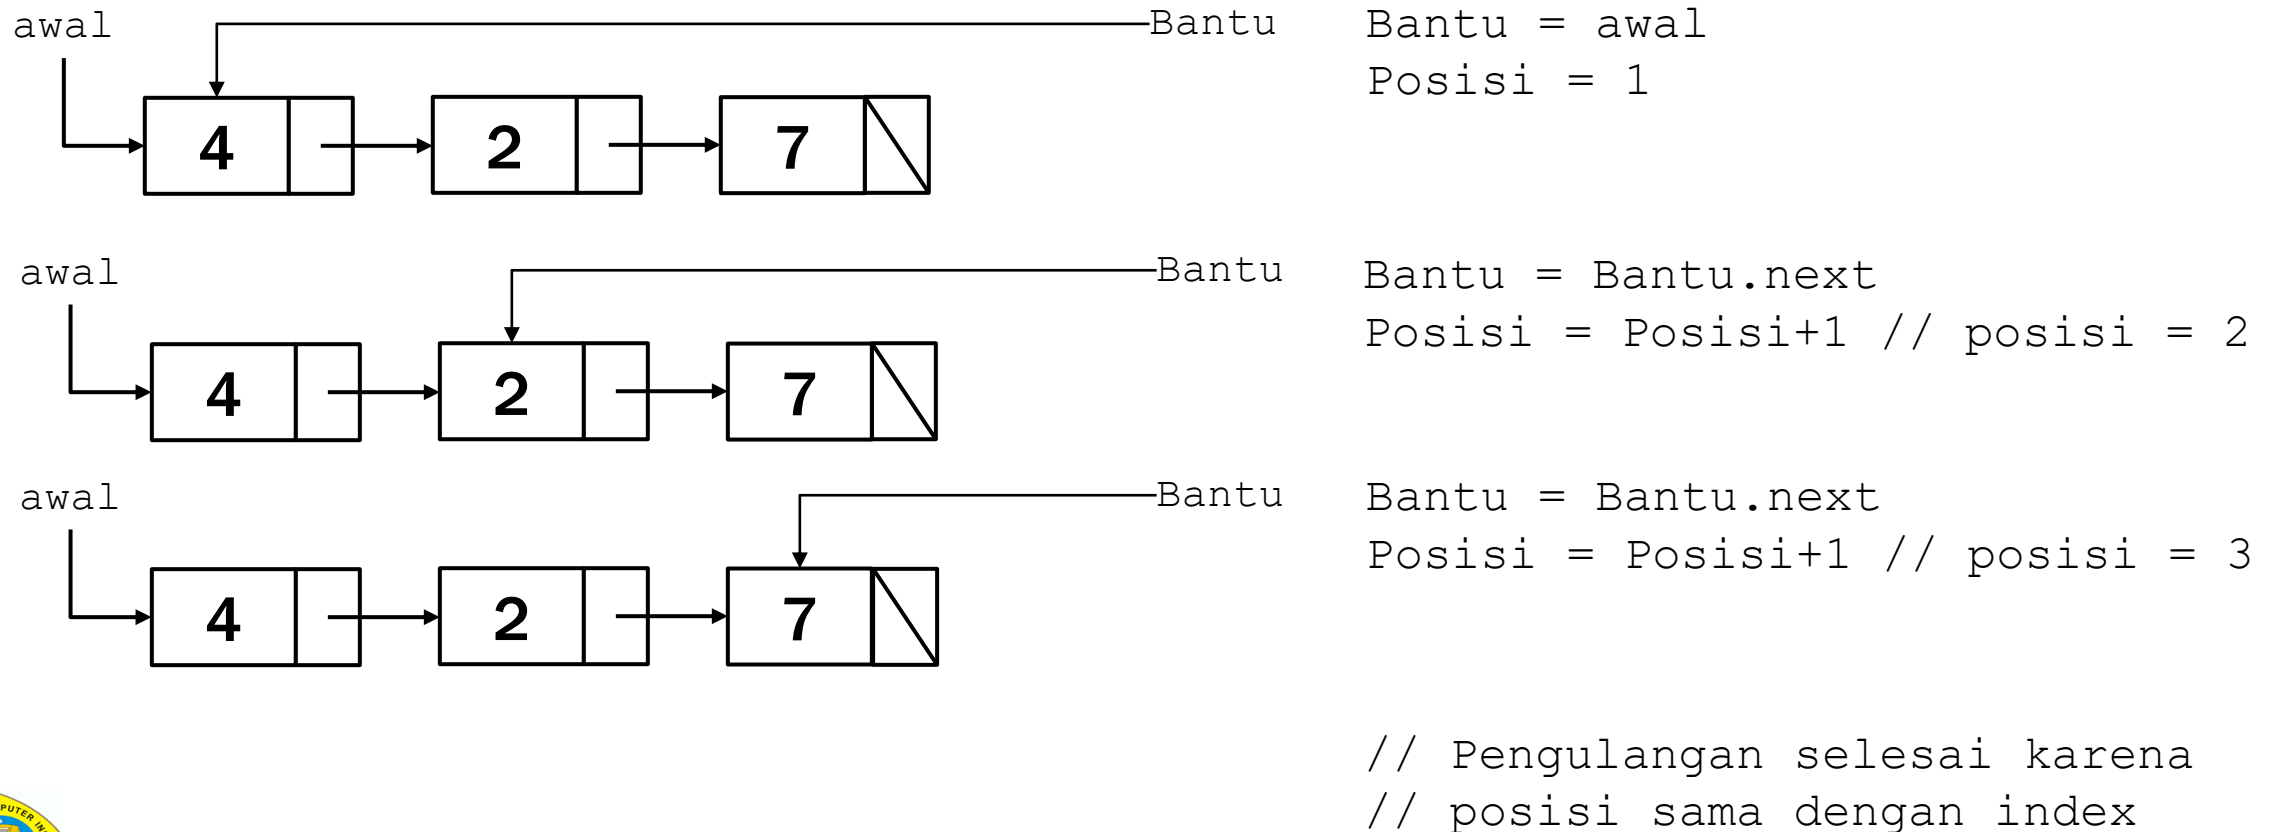 awal
Bantu
Bantu = awal
Posisi = 1
4 2 7
awal
Bantu
Bantu = Bantu.next
Posisi = Posisi+1 // posisi = 2
4 2 7
awal
Bantu
Bantu = Bantu.next
Posisi = Posisi+1 // posisi = 3
4 2 7
// Pengulangan selesai karena
// posisi sama dengan index